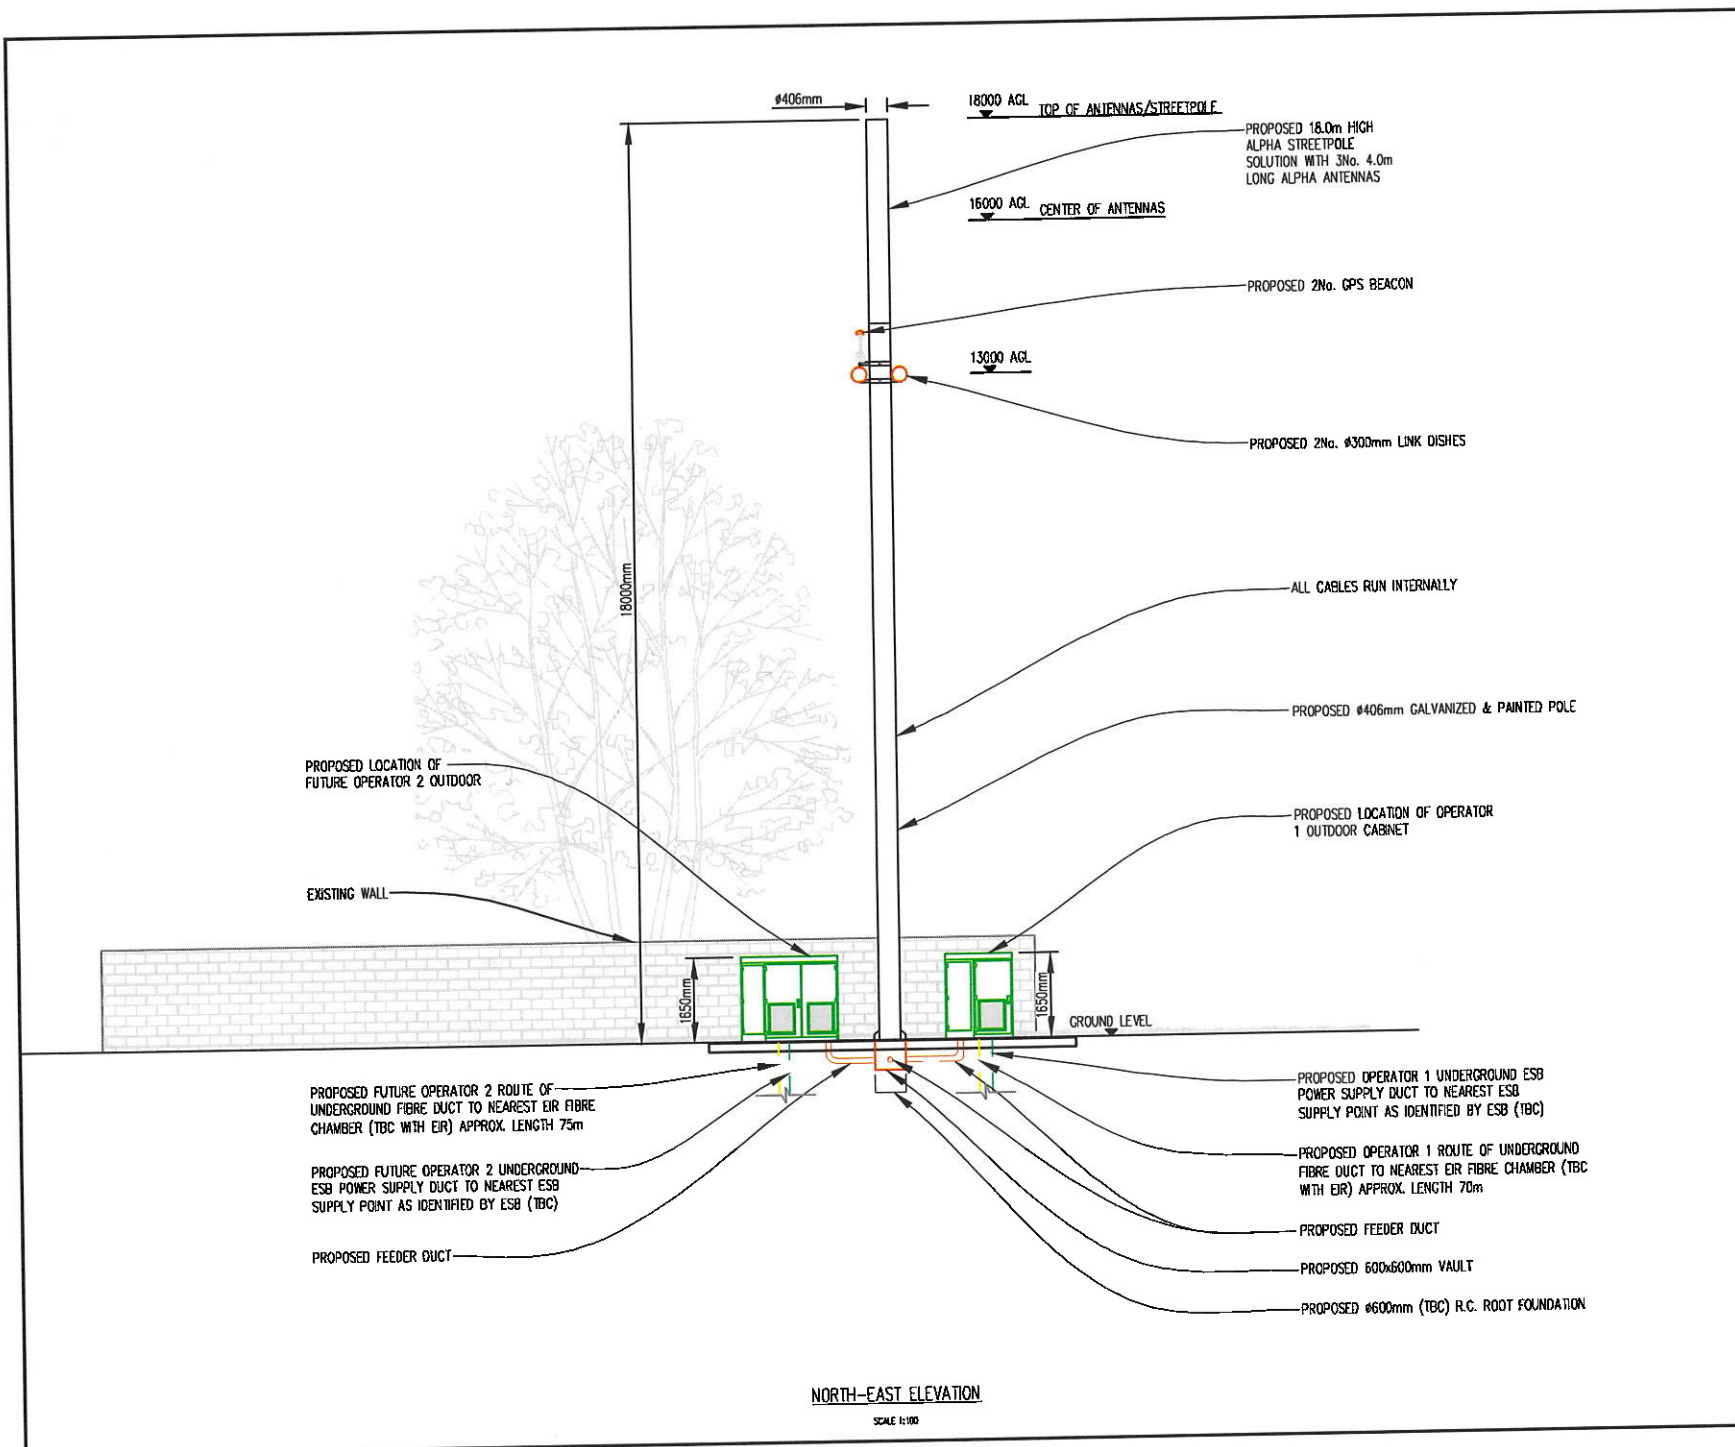 ø406mm
18000 AGL TOP OF ANTENNAS/STREETPOLE
PROPOSED 18.0m HIGH
ALPHA STREETPOLE
SOLUTION WITH 3No. 4.0m
LONG ALPHA ANTENNAS
16000 AGL CENTER OF ANTENNAS
PROPOSED 2No. GPS BEACON
13000 AGL
PROPOSED 2No. ø300mm LINK DISHES
18000mm
ALL CABLES RUN INTERNALLY
PROPOSED ø406mm GALVANIZED & PAINTED POLE
PROPOSED LOCATION OF
FUTURE OPERATOR 2 OUTDOOR
PROPOSED LOCATION OF OPERATOR
1 OUTDOOR CABINET
EXISTING WALL
1650mm
1650mm
GROUND LEVEL
PROPOSED FUTURE OPERATOR 2 ROUTE OF
UNDERGROUND FIBRE DUCT TO NEAREST EIR FIBRE
CHAMBER (TBC WITH EIR) APPROX. LENGTH 75m
PROPOSED FUTURE OPERATOR 2 UNDERGROUND
ESB POWER SUPPLY DUCT TO NEAREST ESB
SUPPLY POINT AS IDENTIFIED BY ESB (TBC)
PROPOSED FEEDER DUCT
PROPOSED OPERATOR 1 UNDERGROUND ESB
POWER SUPPLY DUCT TO NEAREST ESB
SUPPLY POINT AS IDENTIFIED BY ESB (TBC)
PROPOSED OPERATOR 1 ROUTE OF UNDERGROUND
FIBRE DUCT TO NEAREST EIR FIBRE CHAMBER (TBC
WITH EIR) APPROX. LENGTH 70m
PROPOSED FEEDER DUCT
PROPOSED 600x600mm VAULT
PROPOSED ø600mm (TBC) R.C. ROOT FOUNDATION
NORTH-EAST ELEVATION
SCALE 1:100